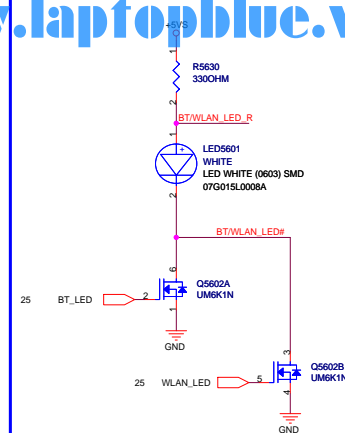 .laptopblue.v
+5VS
1
R5630
330OHM
2
BT/WLAN_LED_R
1
LED5601
+
WHITE
LED WHITE (0603) SMD
07G015L0008A
2
BT/WLAN_LED#
6
Q5602A
UM6K1N
25 BT_LED 2
1
GND
3
Q5602B
UM6K1N
25 WLAN_LED 5
4
GND